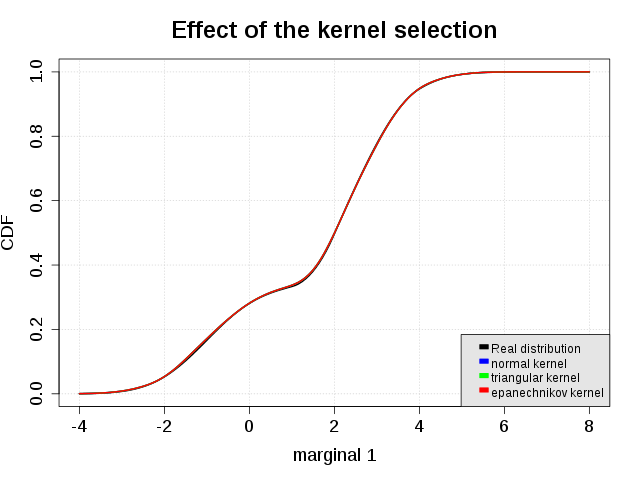 Effect of the kernel selection
CDF
1.0
0.8
0.6
0.4
0.2
0.0
Real distribution
normal kernel
triangular kernel
epanechnikov kernel
-4 -2 0 2 4 6 8
marginal 1